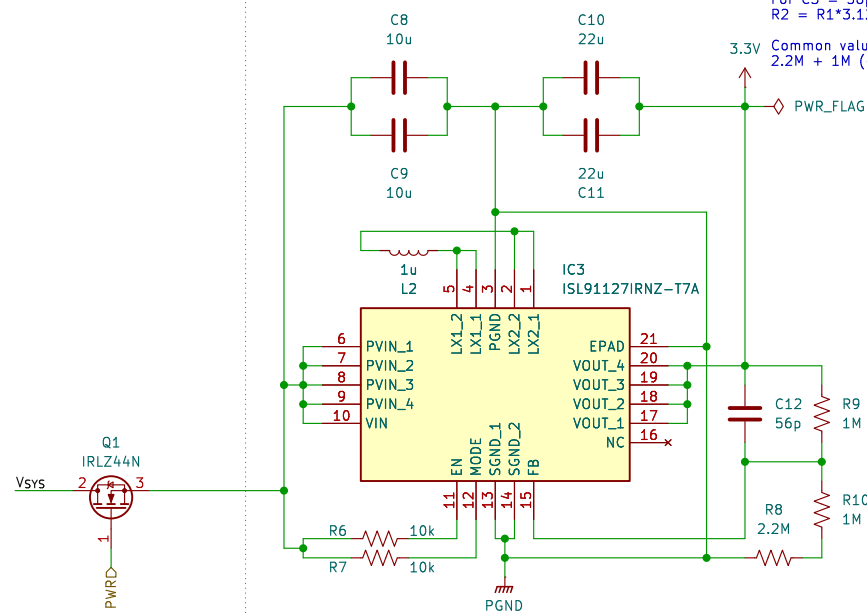 R2 = R1*3.1
Common valu
2.2M + 1M (
3.3V
PWR_FLAG
C8
10u
C10
22u
C9
10u
22u
C11
1u
L2
IC3
ISL91127IRNZ-T7A
5
4
3
2
1
LX1_2
LX1_1
PGND
LX2_2
LX2_1
6
PVIN_1
7
PVIN_2
8
PVIN_3
9
PVIN_4
10
VIN
EPAD
21
VOUT_4
20
VOUT_3
19
VOUT_2
18
VOUT_1
17
NC
16
EN
MODE
SGND_1
SGND_2
FB
11
12
13
14
15
C12
56p
R9
1M
R10
1M
R8
2.2M
R6
10k
R7
10k
PGND
Q1
IRLZ44N
Vsys
2
3
1
PWRD